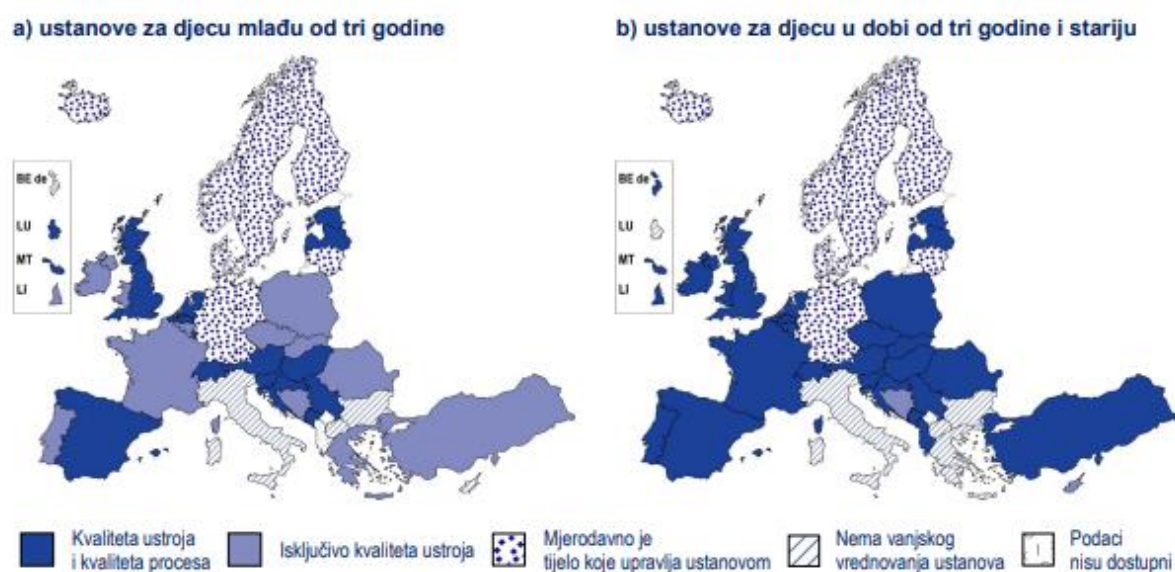 a) ustanove za djecu mlađu od tri godine
b) ustanove za djecu u dobi od tri godine i stariju
BE de
LU
MT
LI
BE de
LU
MT
LI
Kvaliteta ustroja
i kvaliteta procesa
Isključivo kvaliteta ustroja
Mjerodavno je
tijelo koje upravlja ustanovom
Nema vanjskog
vrednovanja ustanova
Podaci
nisu dostupni